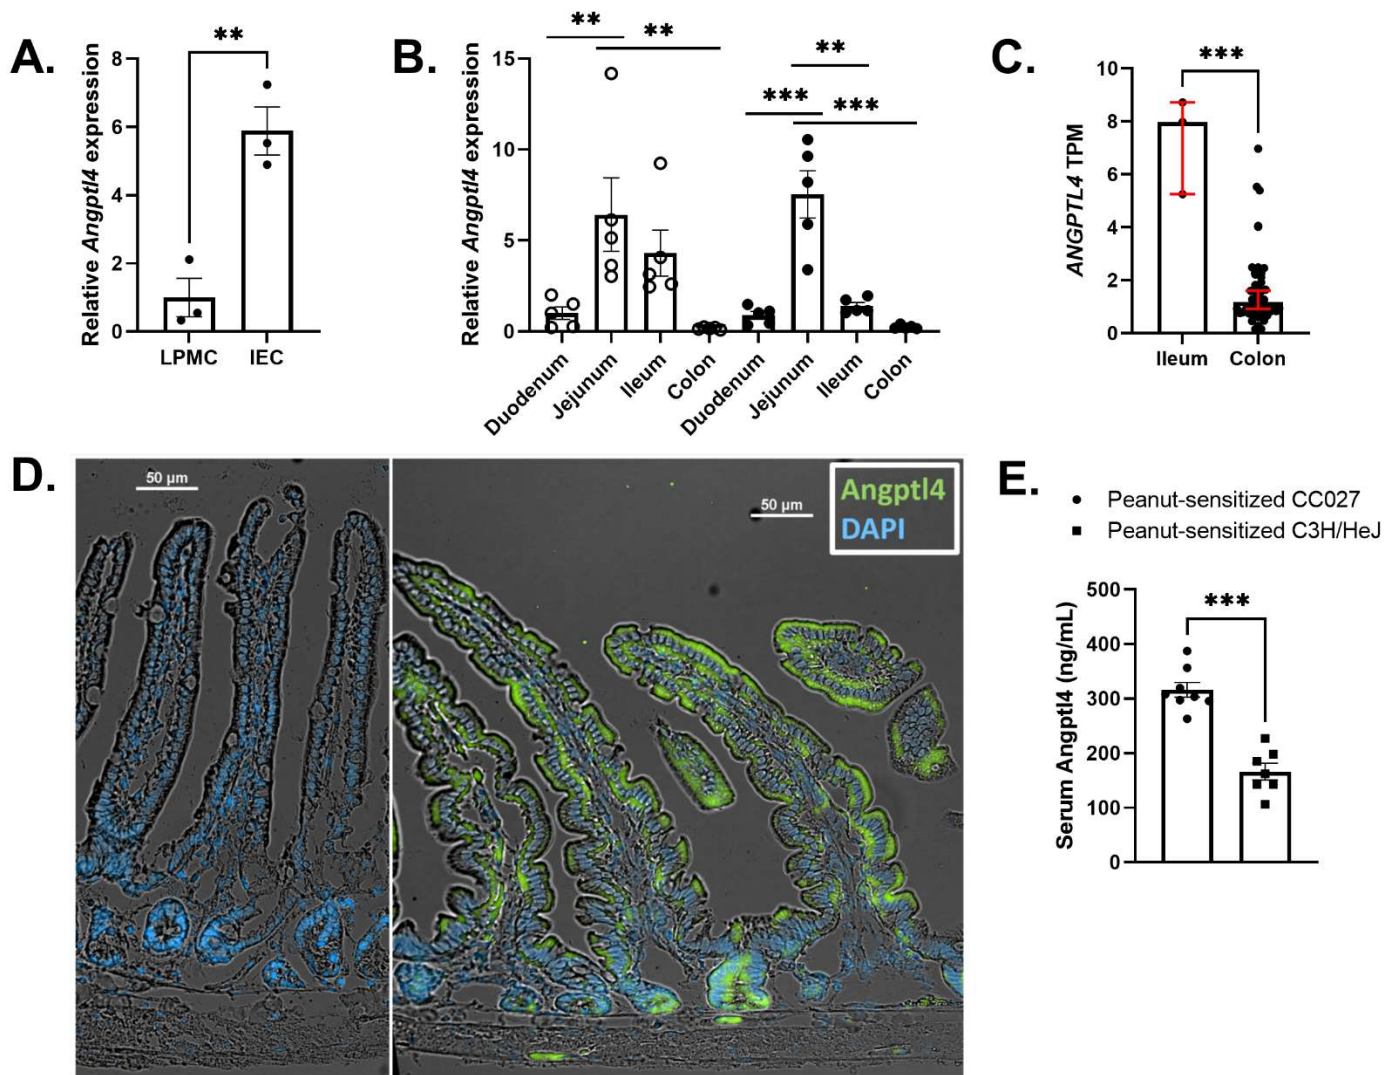 A.
**
Relative Angptl4 expression
8
6
4
2
0
LPMC
IEC
B.
**
**
**
***
***
Relative Angptl4 expression
15
10
5
0
Duodenum
Jejunum
Ileum
Colon
Duodenum
Jejunum
Ileum
Colon
C.
***
ANGPTL4 TPM
10
8
6
4
2
0
Ileum
Colon
D.
50 µm
50 µm
Angptl4
DAPI
E.
Peanut-sensitized CC027
Peanut-sensitized C3H/HeJ
***
Serum Angptl4 (ng/mL)
500
400
300
200
100
0